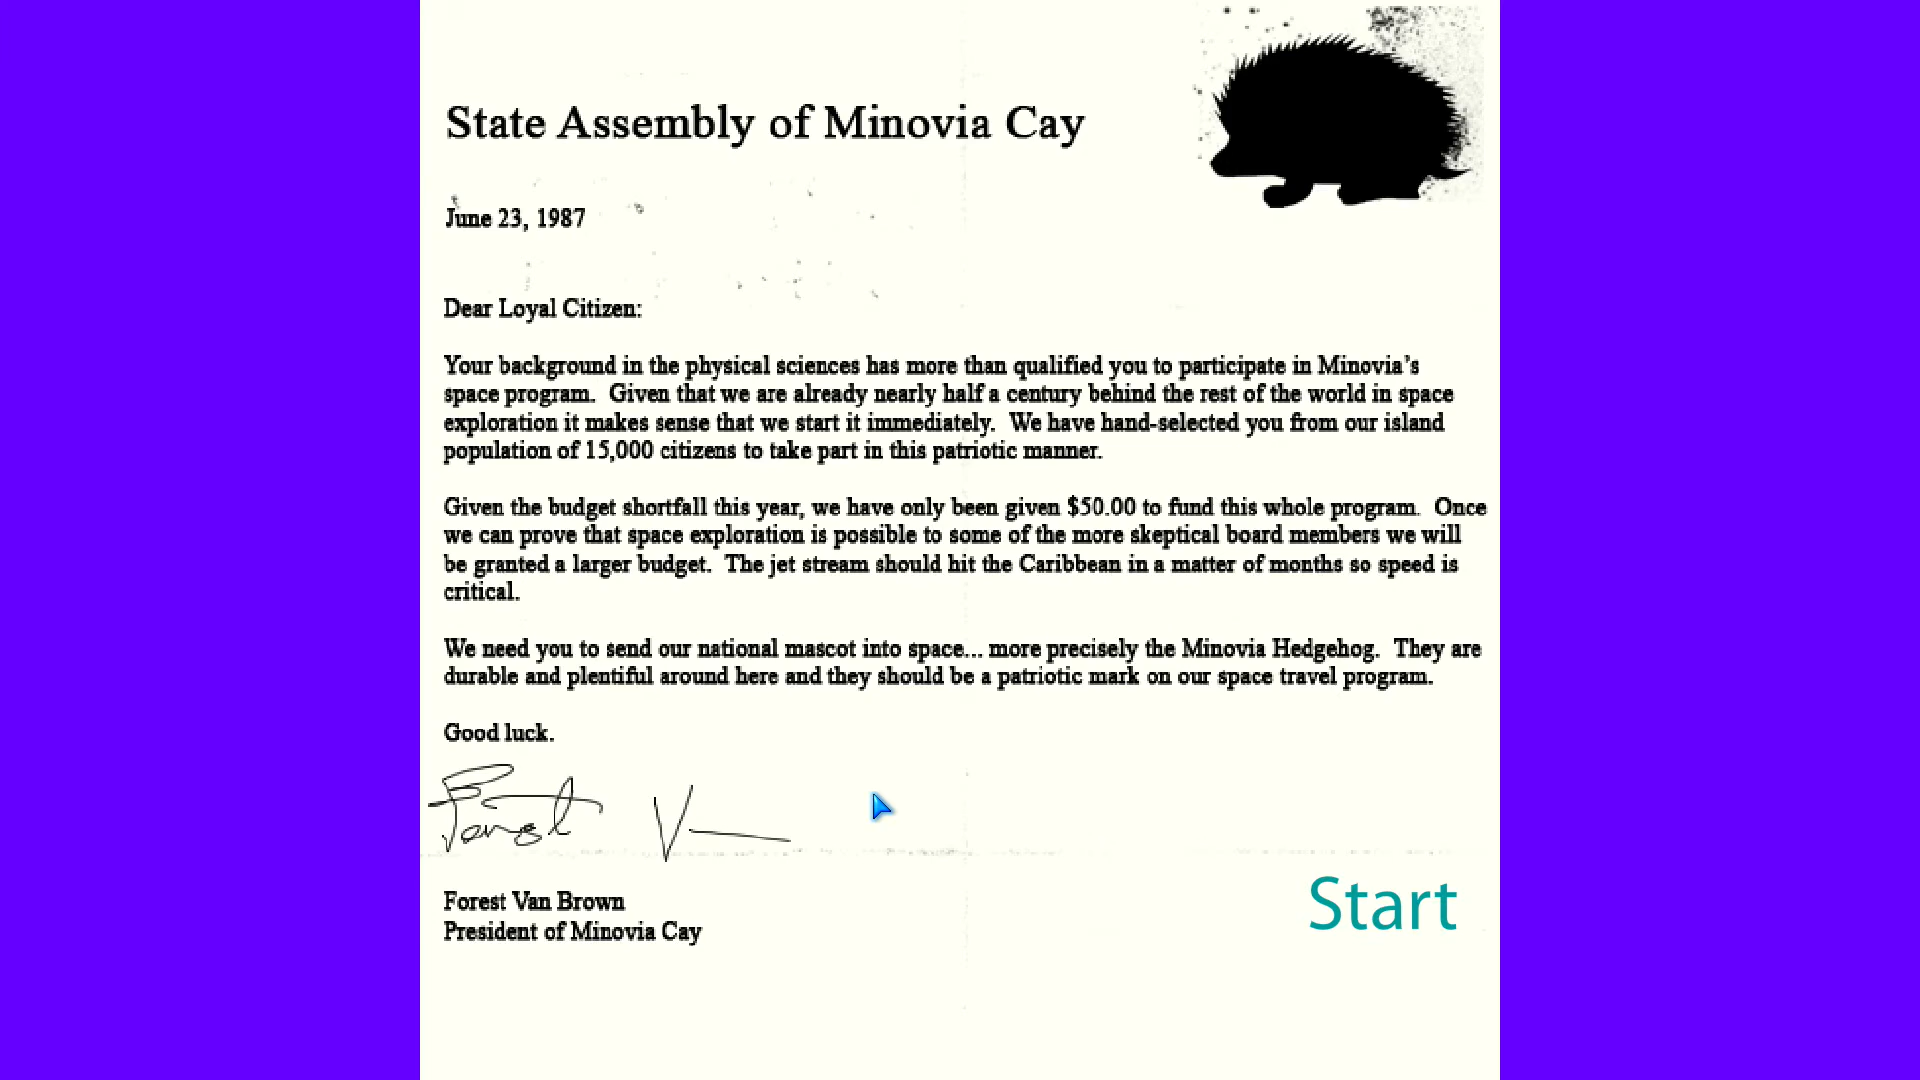 State Assembly of Minovia Cay
June 23, 1987
Dear Loyal Citizen:
Your background in the physical sciences has more than qualified you to participate in Minovia’s
space program.  Given that we are already nearly half a century behind the rest of the world in space
exploration it makes sense that we start it immediately.  We have hand-selected you from our island
population of 15,000 citizens to take part in this patriotic manner.
Given the budget shortfall this year, we have only been given $50.00 to fund this whole program.  Once
we can prove that space exploration is possible to some of the more skeptical board members we will
be granted a larger budget.  The jet stream should hit the Caribbean in a matter of months so speed is
critical.
We need you to send our national mascot into space... more precisely the Minovia Hedgehog.  They are
durable and plentiful around here and they should be a patriotic mark on our space travel program.
Good luck.
Forest V
Forest Van Brown
President of Minovia Cay
Start